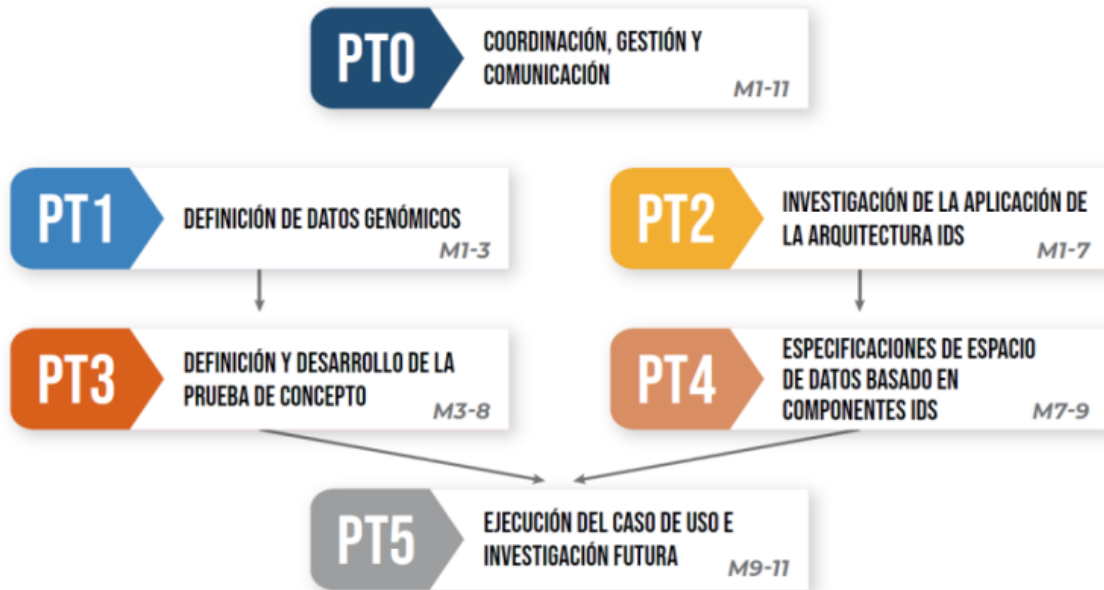 PT0
COORDINACIÓN, GESTIÓN Y
COMUNICACIÓN
M1-11
PT1
DEFINICIÓN DE DATOS GENÓMICOS
M1-3
PT2
INVESTIGACIÓN DE LA APLICACIÓN DE
LA ARQUITECTURA IDS
M1-7
PT3
DEFINICIÓN Y DESARROLLO DE LA
PRUEBA DE CONCEPTO
M3-8
PT4
ESPECIFICACIONES DE ESPACIO
DE DATOS BASADO EN
COMPONENTES IDS
M7-9
PT5
EJECUCIÓN DEL CASO DE USO E
INVESTIGACIÓN FUTURA
M9-11